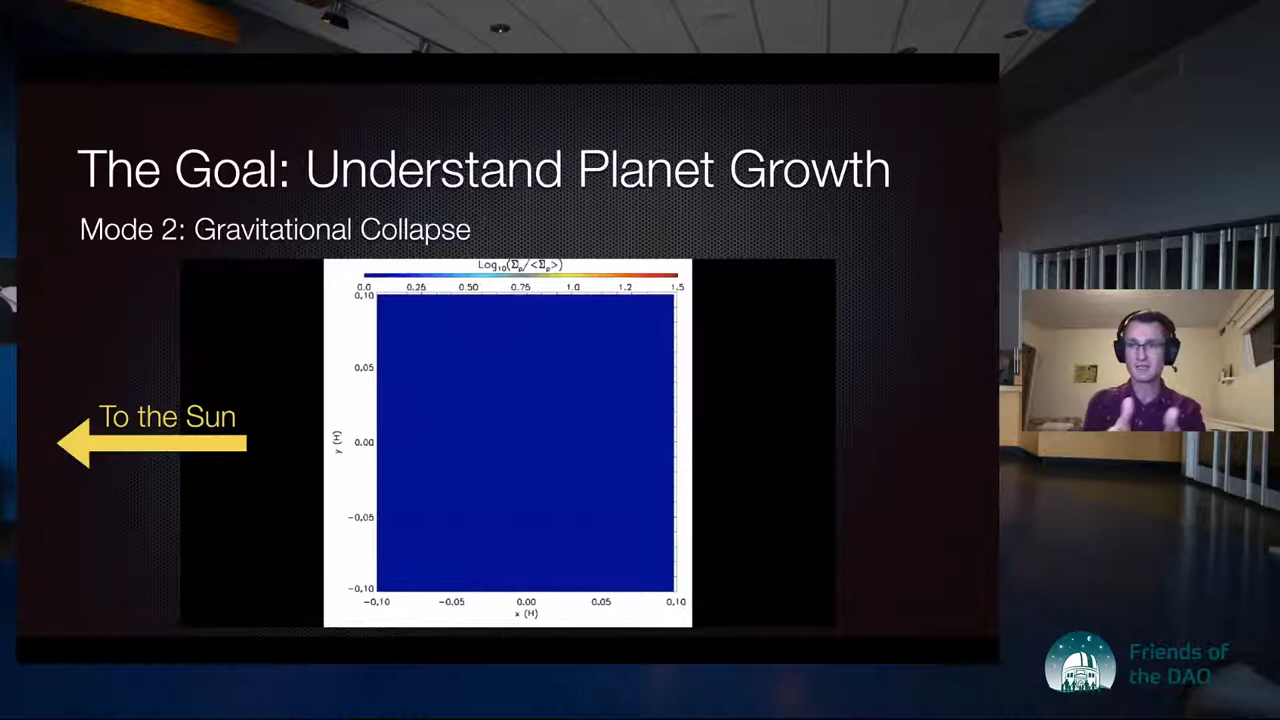 The Goal: Understand Planet Growth
Mode 2: Gravitational Collapse
Log₁₀(Σₚ/<Σₚ>)
0.0 0.25 0.50 0.75 1.0 1.2 1.5
0.10
0.05
0.00
−0.05
−0.10
y (H)
−0.10 −0.05 0.00 0.05 0.10
x (H)
To the Sun
Friends of
the DAO